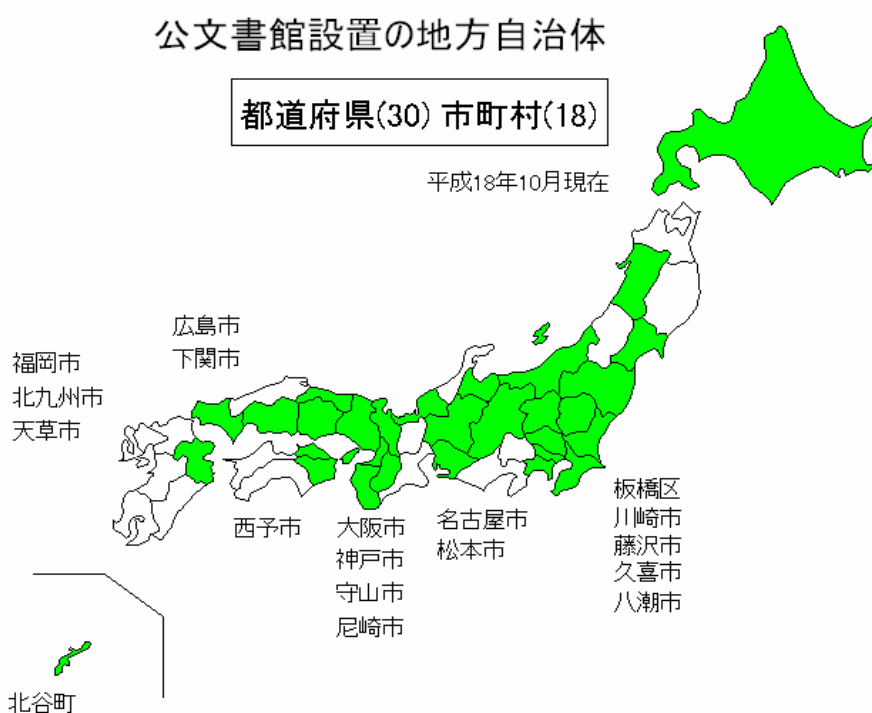 公文書館設置の地方自治体
都道府県(30) 市町村(18)
平成18年10月現在
広島市
下関市
福岡市
北九州市
天草市
西予市
大阪市
神戸市
守山市
尼崎市
名古屋市
松本市
板橋区
川崎市
藤沢市
久喜市
八潮市
北谷町